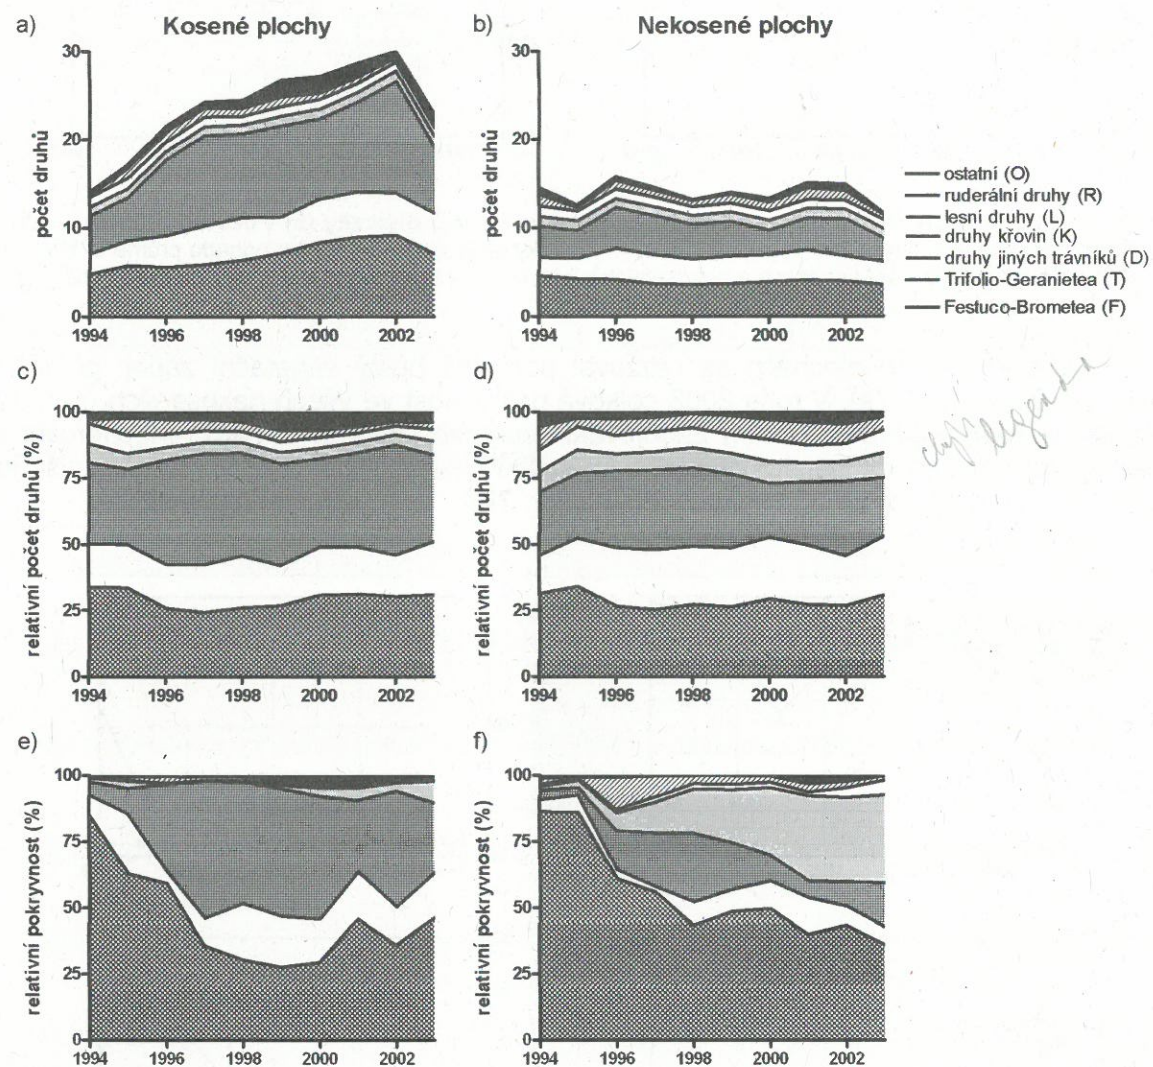 a) Kosené plochy
b) Nekosené plochy
počet druhů
30
20
10
0
1994 1996 1998 2000 2002
počet druhů
30
20
10
0
1994 1996 1998 2000 2002
ostatní (O)
ruderální druhy (R)
lesní druhy (L)
druhy křovin (K)
druhy jiných trávníků (D)
Trifolio-Geranietea (T)
Festuco-Brometea (F)
c)
relativní počet druhů (%)
100
75
50
25
0
1994 1996 1998 2000 2002
d)
relativní počet druhů (%)
100
75
50
25
0
1994 1996 1998 2000 2002
legenda
e)
relativní pokryvnost (%)
100
75
50
25
0
1994 1996 1998 2000 2002
f)
relativní pokryvnost (%)
100
75
50
25
0
1994 1996 1998 2000 2002